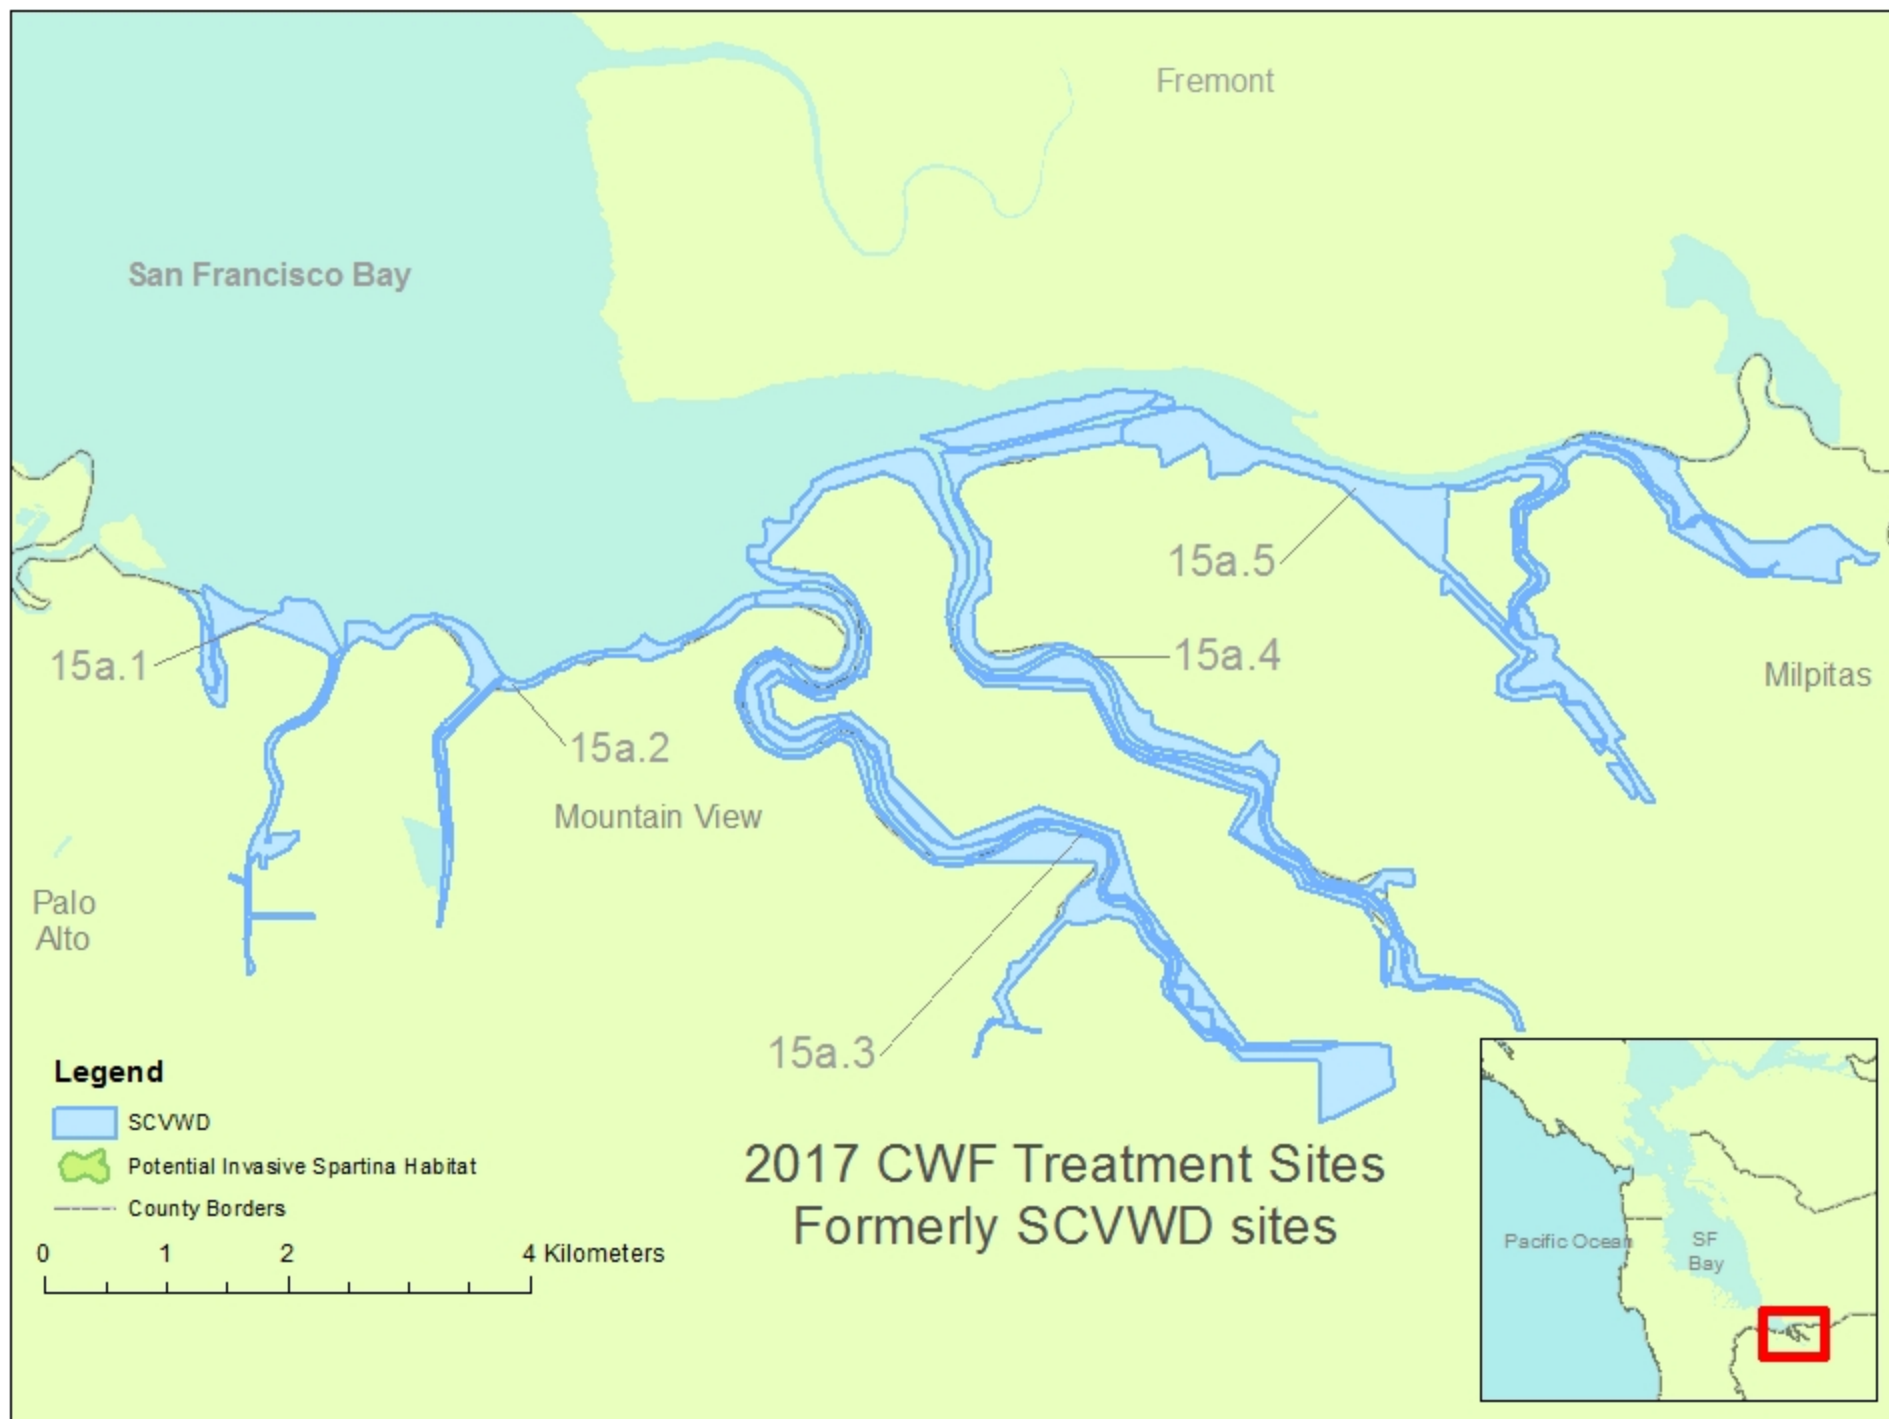 Fremont
San Francisco Bay
15a.5
15a.1
15a.4
Milpitas
15a.2
Mountain View
Palo
Alto
15a.3
Legend
SCVWD
Potential Invasive Spartina Habitat
County Borders
0 1 2 4 Kilometers
2017 CWF Treatment Sites
Formerly SCVWD sites
Pacific Ocean
SF
Bay